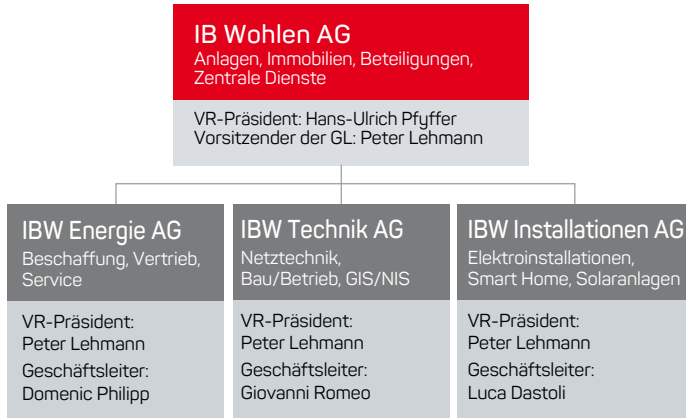 IB Wohlen AG
Anlagen, Immobilien, Beteiligungen,
Zentrale Dienste
VR-Präsident: Hans-Ulrich Pfyffer
Vorsitzender der GL: Peter Lehmann
IBW Energie AG
Beschaffung, Vertrieb,
Service
VR-Präsident:
Peter Lehmann
Geschäftsleiter:
Domenic Philipp
IBW Technik AG
Netztechnik,
Bau/Betrieb, GIS/NIS
VR-Präsident:
Peter Lehmann
Geschäftsleiter:
Giovanni Romeo
IBW Installationen AG
Elektroinstallationen,
Smart Home, Solaranlagen
VR-Präsident:
Peter Lehmann
Geschäftsleiter:
Luca Dastoli